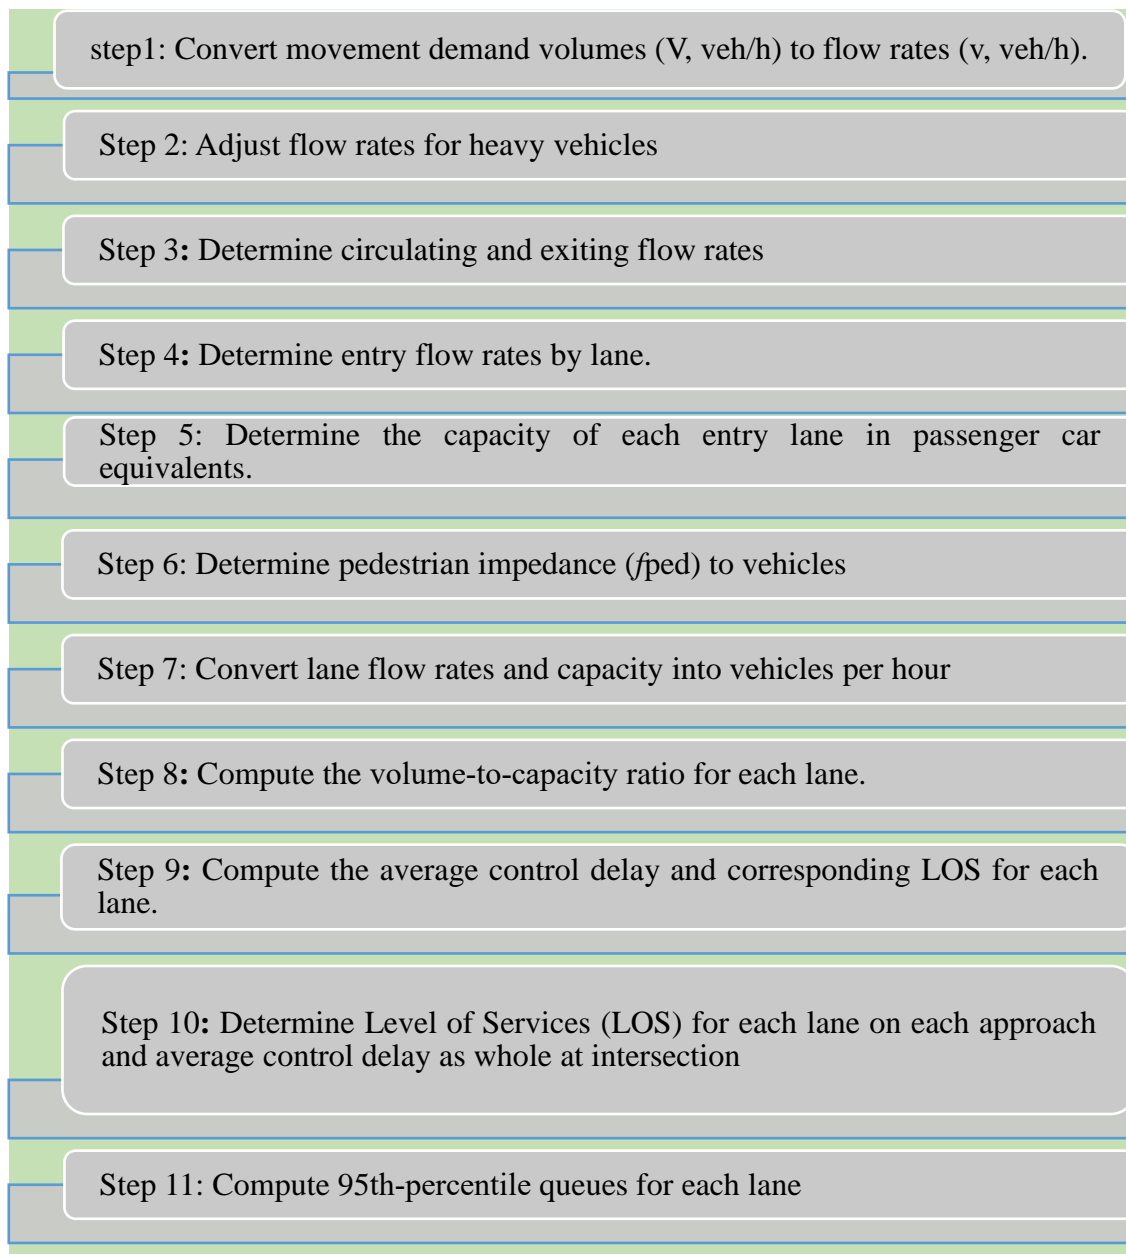 step1: Convert movement demand volumes (V, veh/h) to flow rates (v, veh/h).
Step 2: Adjust flow rates for heavy vehicles
Step 3: Determine circulating and exiting flow rates
Step 4: Determine entry flow rates by lane.
Step 5: Determine the capacity of each entry lane in passenger car
equivalents.
Step 6: Determine pedestrian impedance (fped) to vehicles
Step 7: Convert lane flow rates and capacity into vehicles per hour
Step 8: Compute the volume-to-capacity ratio for each lane.
Step 9: Compute the average control delay and corresponding LOS for each
lane.
Step 10: Determine Level of Services (LOS) for each lane on each approach
and average control delay as whole at intersection
Step 11: Compute 95th-percentile queues for each lane